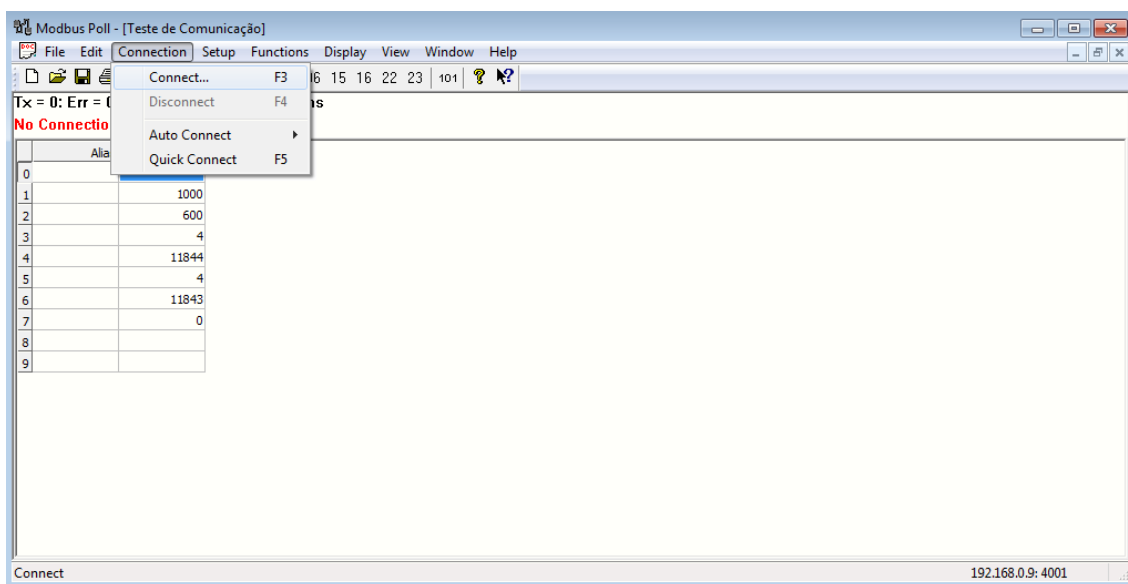 Modbus Poll - [Teste de Comunicação]
File Edit Connection Setup Functions Display View Window Help
Connect... F3
15 16 22 23 101
Tx = 0: Err = 
Disconnect F4
No Connectio
Auto Connect
Alia
Quick Connect F5
0
1 1000
2 600
3 4
4 11844
5 4
6 11843
7 0
8
9
Connect 192.168.0.9: 4001